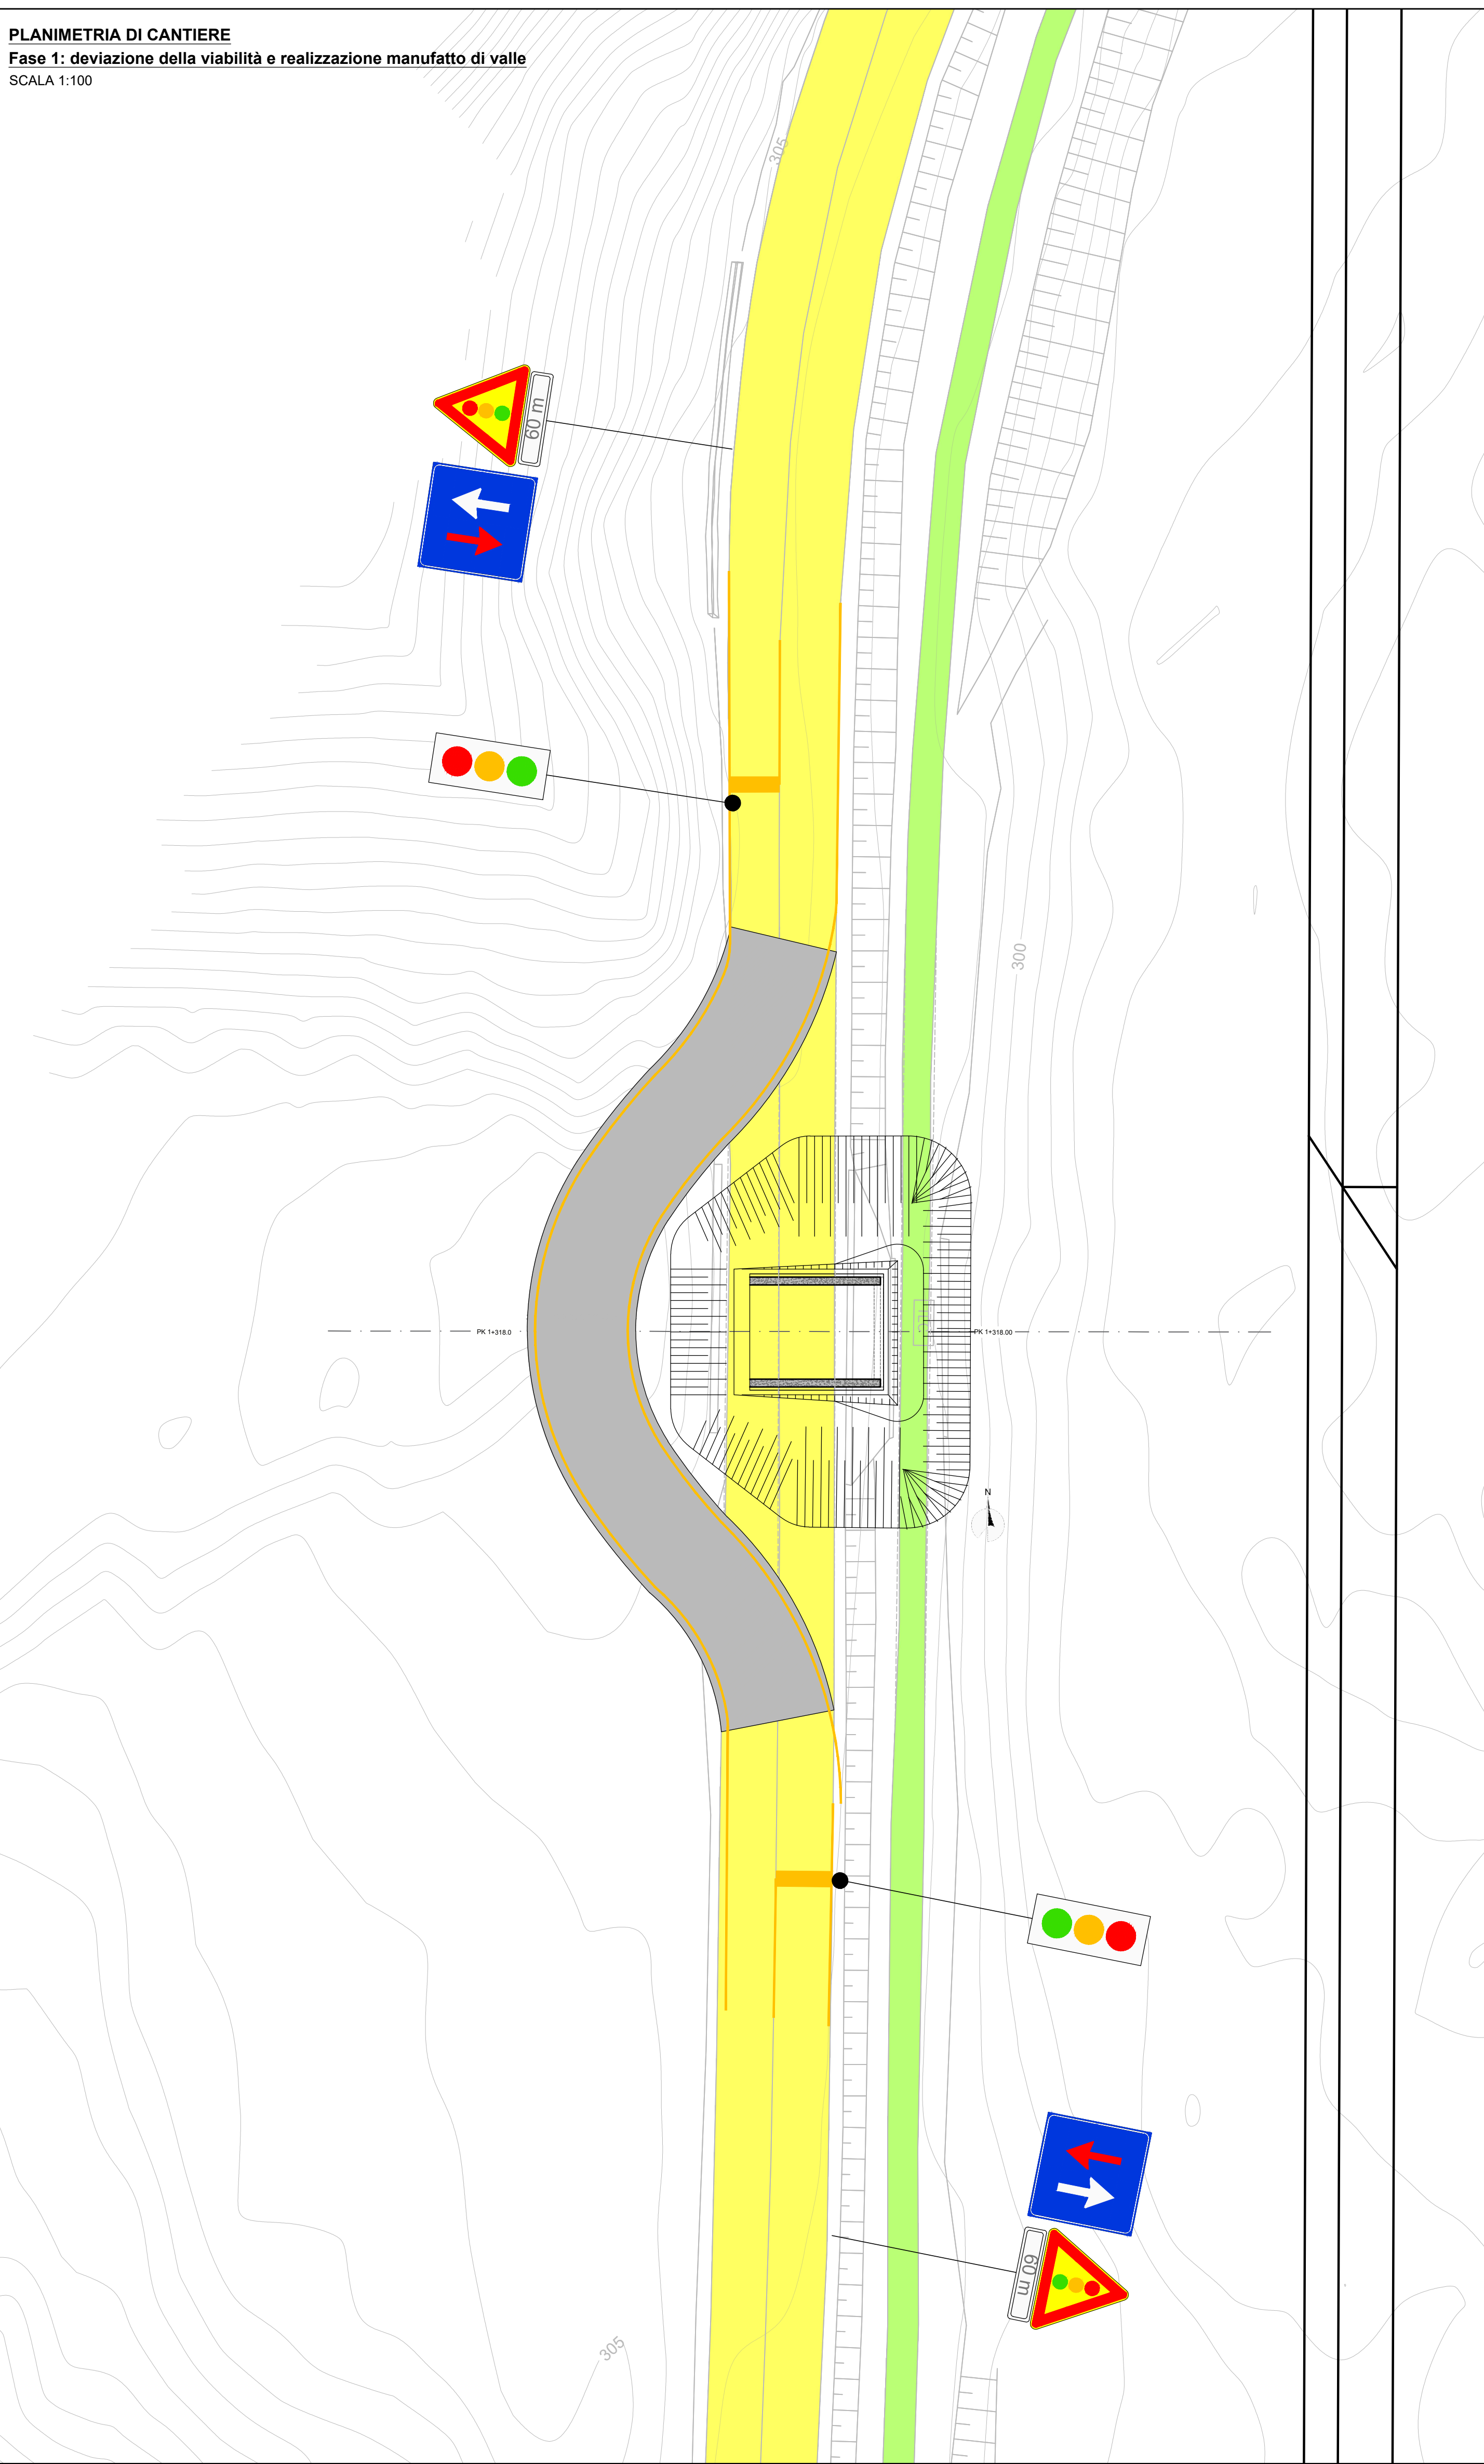 PLANIMETRIA DI CANTIERE
Fase 1: deviazione della viabilità e realizzazione manufatto di valle
SCALA 1:100
305
60 m
300
PK 1+318.0
PK 1+318.00
N
60 m
305